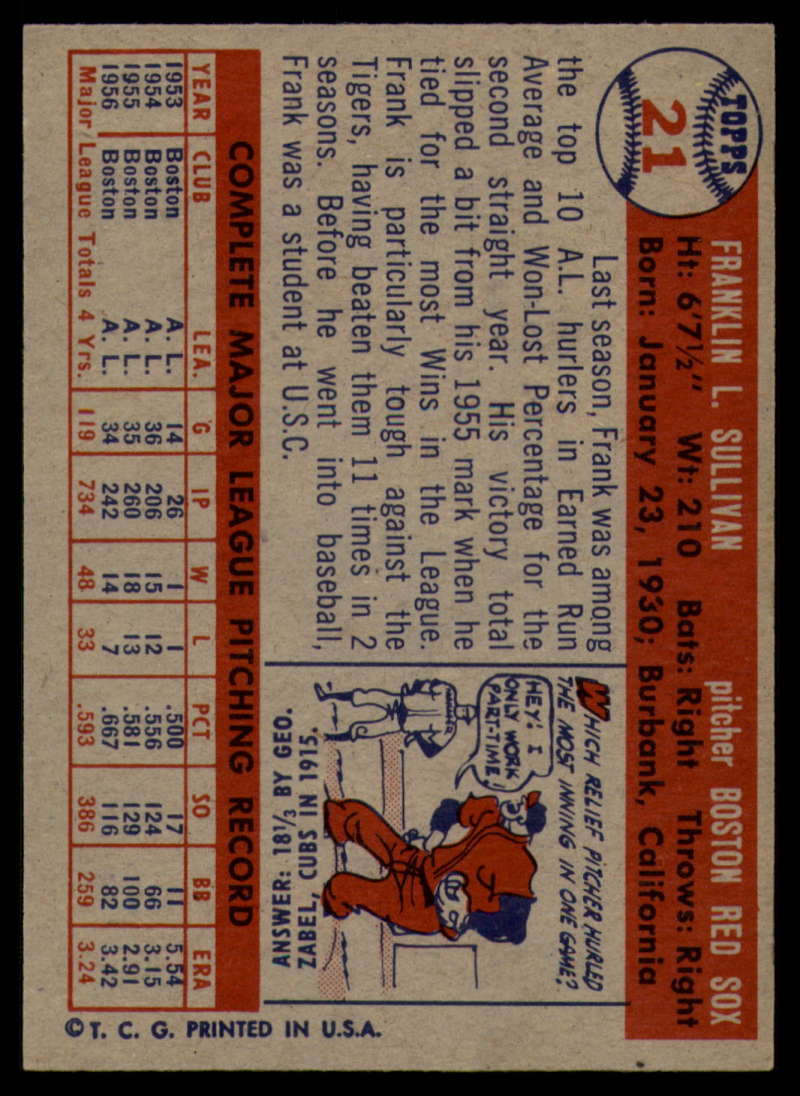 TOPPS
21
FRANKLIN L. SULLIVAN pitcher BOSTON RED SOX
Ht: 6'7½" Wt: 210 Bats: Right Throws: Right
Born: January 23, 1930; Burbank, California
Last season, Frank was among
the top 10 A.L. hurlers in Earned Run
Average and Won-Lost Percentage for the
second straight year. His victory total
slipped a bit from his 1955 mark when he
tied for the most Wins in the League.
Frank is particularly tough against the
Tigers, having beaten them 11 times in 2
seasons. Before he went into baseball,
Frank was a student at U.S.C.
WHICH RELIEF PITCHER HURLED
THE MOST INNING IN ONE GAME?
HEY! I
ONLY WORK
PART-TIME!
ANSWER: 18⅓ BY GEO.
ZABEL, CUBS IN 1915.
COMPLETE MAJOR LEAGUE PITCHING RECORD
YEAR CLUB LEA. G IP W L PCT SO BB ERA
1953 Boston A. L. 14 26 1 1 .500 17 11 5.54
1954 Boston A. L. 36 206 15 12 .556 124 66 3.15
1955 Boston A. L. 35 260 18 13 .581 129 100 2.91
1956 Boston A. L. 34 242 14 7 .667 116 82 3.42
Major League Totals 4 Yrs. 119 734 48 33 .593 386 259 3.24
© T. C. G. PRINTED IN U.S.A.